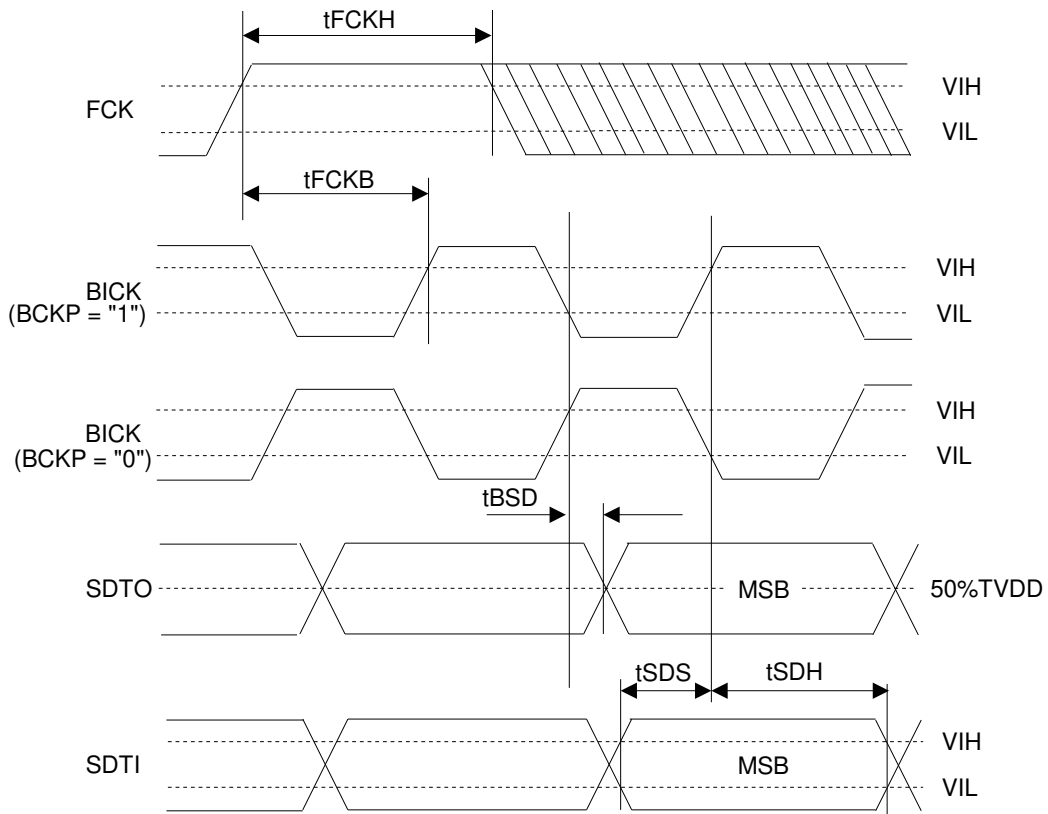 tFCKH
FCK
VIH
VIL
tFCKB
BICK
(BCKP = "1")
VIH
VIL
BICK
(BCKP = "0")
VIH
VIL
tBSD
SDTO
MSB
50%TVDD
tSDS
tSDH
SDTI
MSB
VIH
VIL